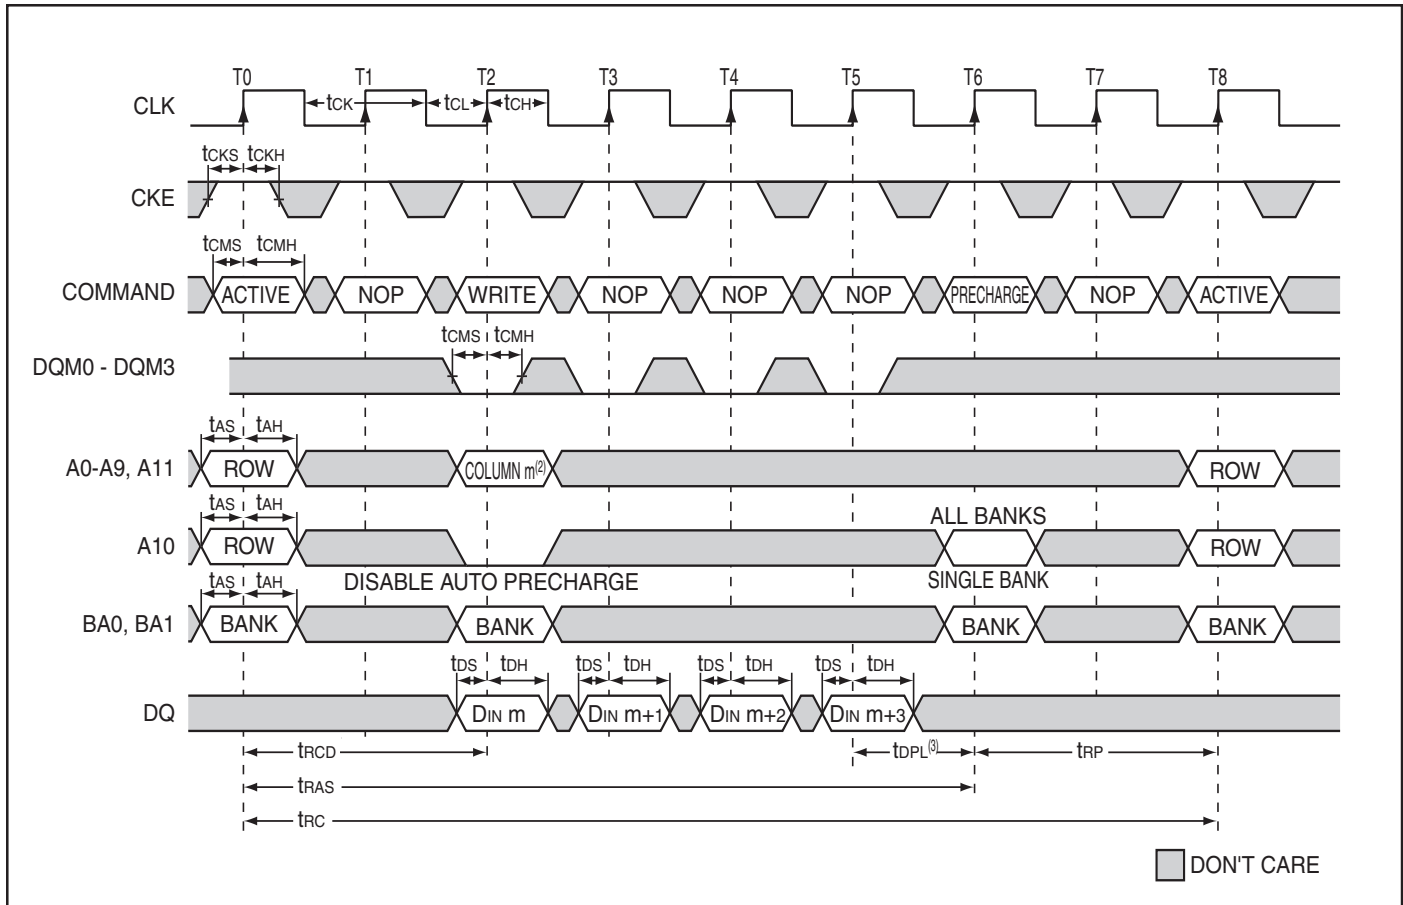 T0 T1 T2 T3 T4 T5 T6 T7 T8
CLK tCK tCL tCH
tCKS tCKH
CKE
tCMS tCMH
COMMAND ACTIVE NOP WRITE NOP NOP NOP PRECHARGE NOP ACTIVE
tCMS tCMH
DQM0 - DQM3
tAS tAH
A0-A9, A11 ROW COLUMN m(2) ROW
tAS tAH
ALL BANKS
A10 ROW ROW
DISABLE AUTO PRECHARGE SINGLE BANK
tAS tAH
BA0, BA1 BANK BANK BANK BANK
tDS tDH tDS tDH tDS tDH tDS tDH
DQ DIN m DIN m+1 DIN m+2 DIN m+3
tRCD tDPL(3) tRP
tRAS
tRC
DON'T CARE